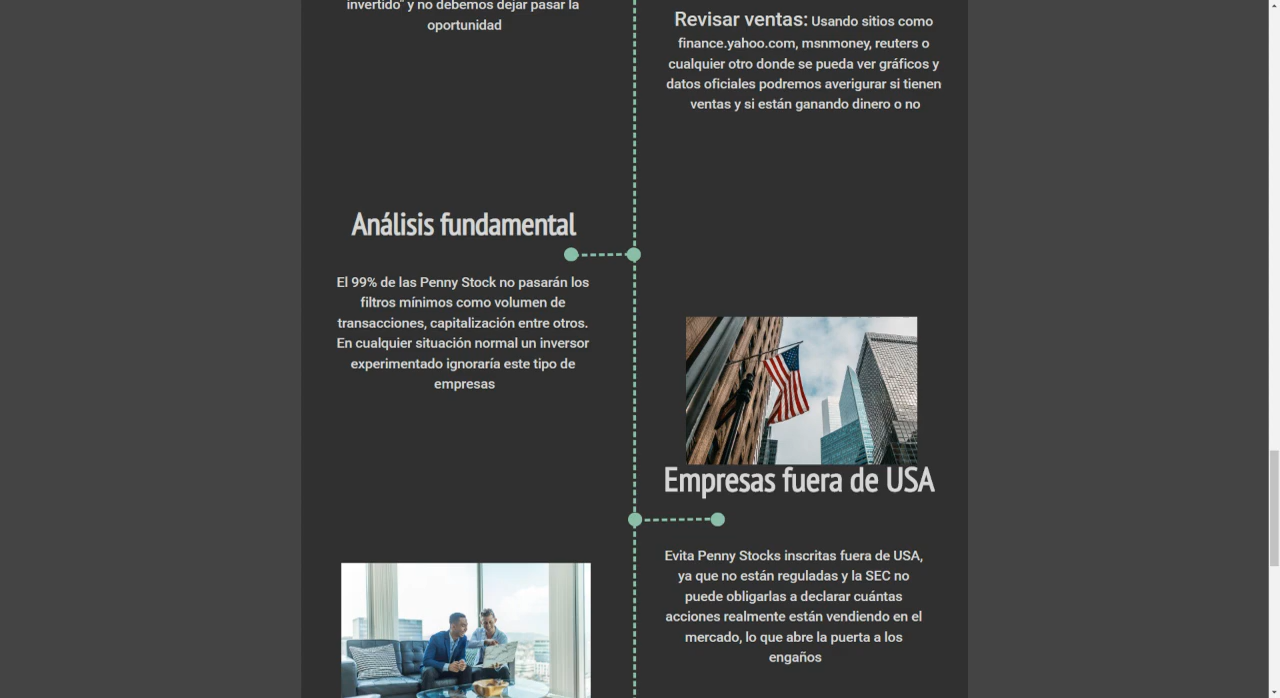 invertido" y no debemos dejar pasar la
oportunidad
Revisar ventas: Usando sitios como
finance.yahoo.com, msnmoney, reuters o
cualquier otro donde se pueda ver gráficos y
datos oficiales podremos averigurar si tienen
ventas y si están ganando dinero o no
Análisis fundamental
El 99% de las Penny Stock no pasarán los
filtros mínimos como volumen de
transacciones, capitalización entre otros.
En cualquier situación normal un inversor
experimentado ignoraría este tipo de
empresas
Empresas fuera de USA
Evita Penny Stocks inscritas fuera de USA,
ya que no están reguladas y la SEC no
puede obligarlas a declarar cuántas
acciones realmente están vendiendo en el
mercado, lo que abre la puerta a los
engaños